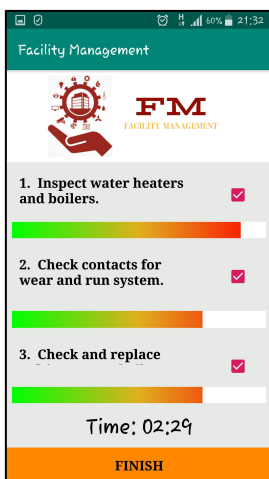 60% 21:32
Facility Management
FM
FACILITY MANAGEMENT
1. Inspect water heaters
and boilers.
2. Check contacts for
wear and run system.
3. Check and replace
Time: 02:29
FINISH